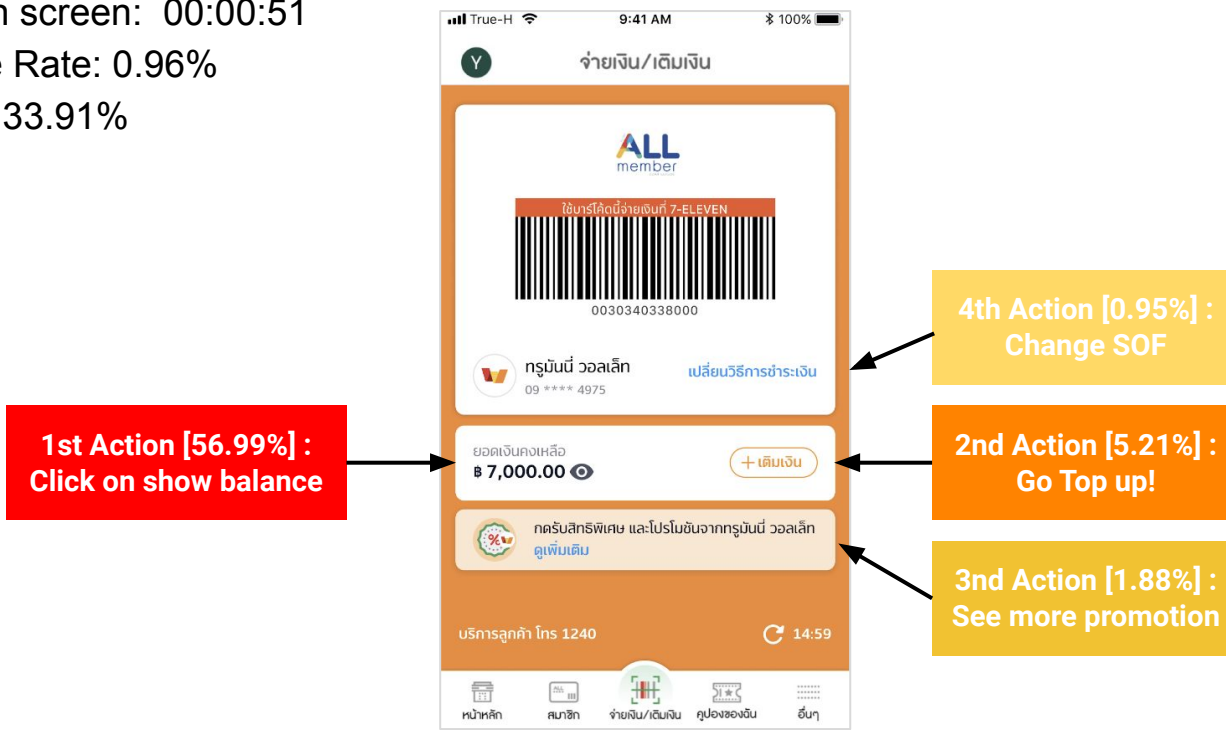 n screen: 00:00:51
e Rate: 0.96%
33.91%
True-H 9:41 AM 100%
Y จ่ายเงิน/เติมเงิน
ALL
member
ใช้บาร์โค้ดนี้จ่ายเงินที่ 7-ELEVEN
0030340338000
ทรูมันนี่ วอลเล็ท
09 **** 4975
เปลี่ยนวิธีการชำระเงิน
4th Action [0.95%] :
Change SOF
1st Action [56.99%] :
Click on show balance
ยอดเงินคงเหลือ
฿ 7,000.00
+ เติมเงิน
2nd Action [5.21%] :
Go Top up!
กดรับสิทธิพิเศษ และโปรโมชันจากทรูมันนี่ วอลเล็ท
ดูเพิ่มเติม
3nd Action [1.88%] :
See more promotion
บริการลูกค้า โทร 1240
14:59
หน้าหลัก สมาชิก จ่ายเงิน/เติมเงิน คูปองของฉัน อื่นๆ